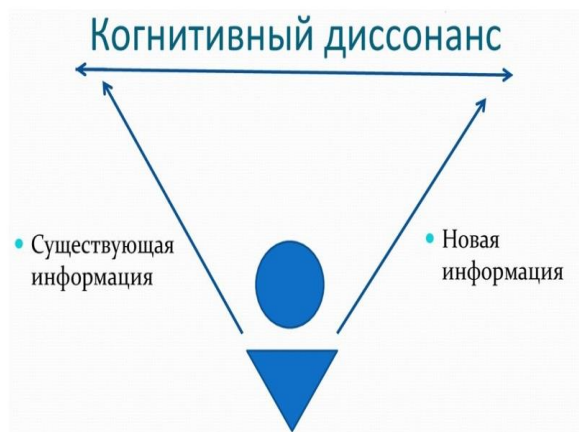 Когнитивный диссонанс
• Существующая
информация
• Новая
информация